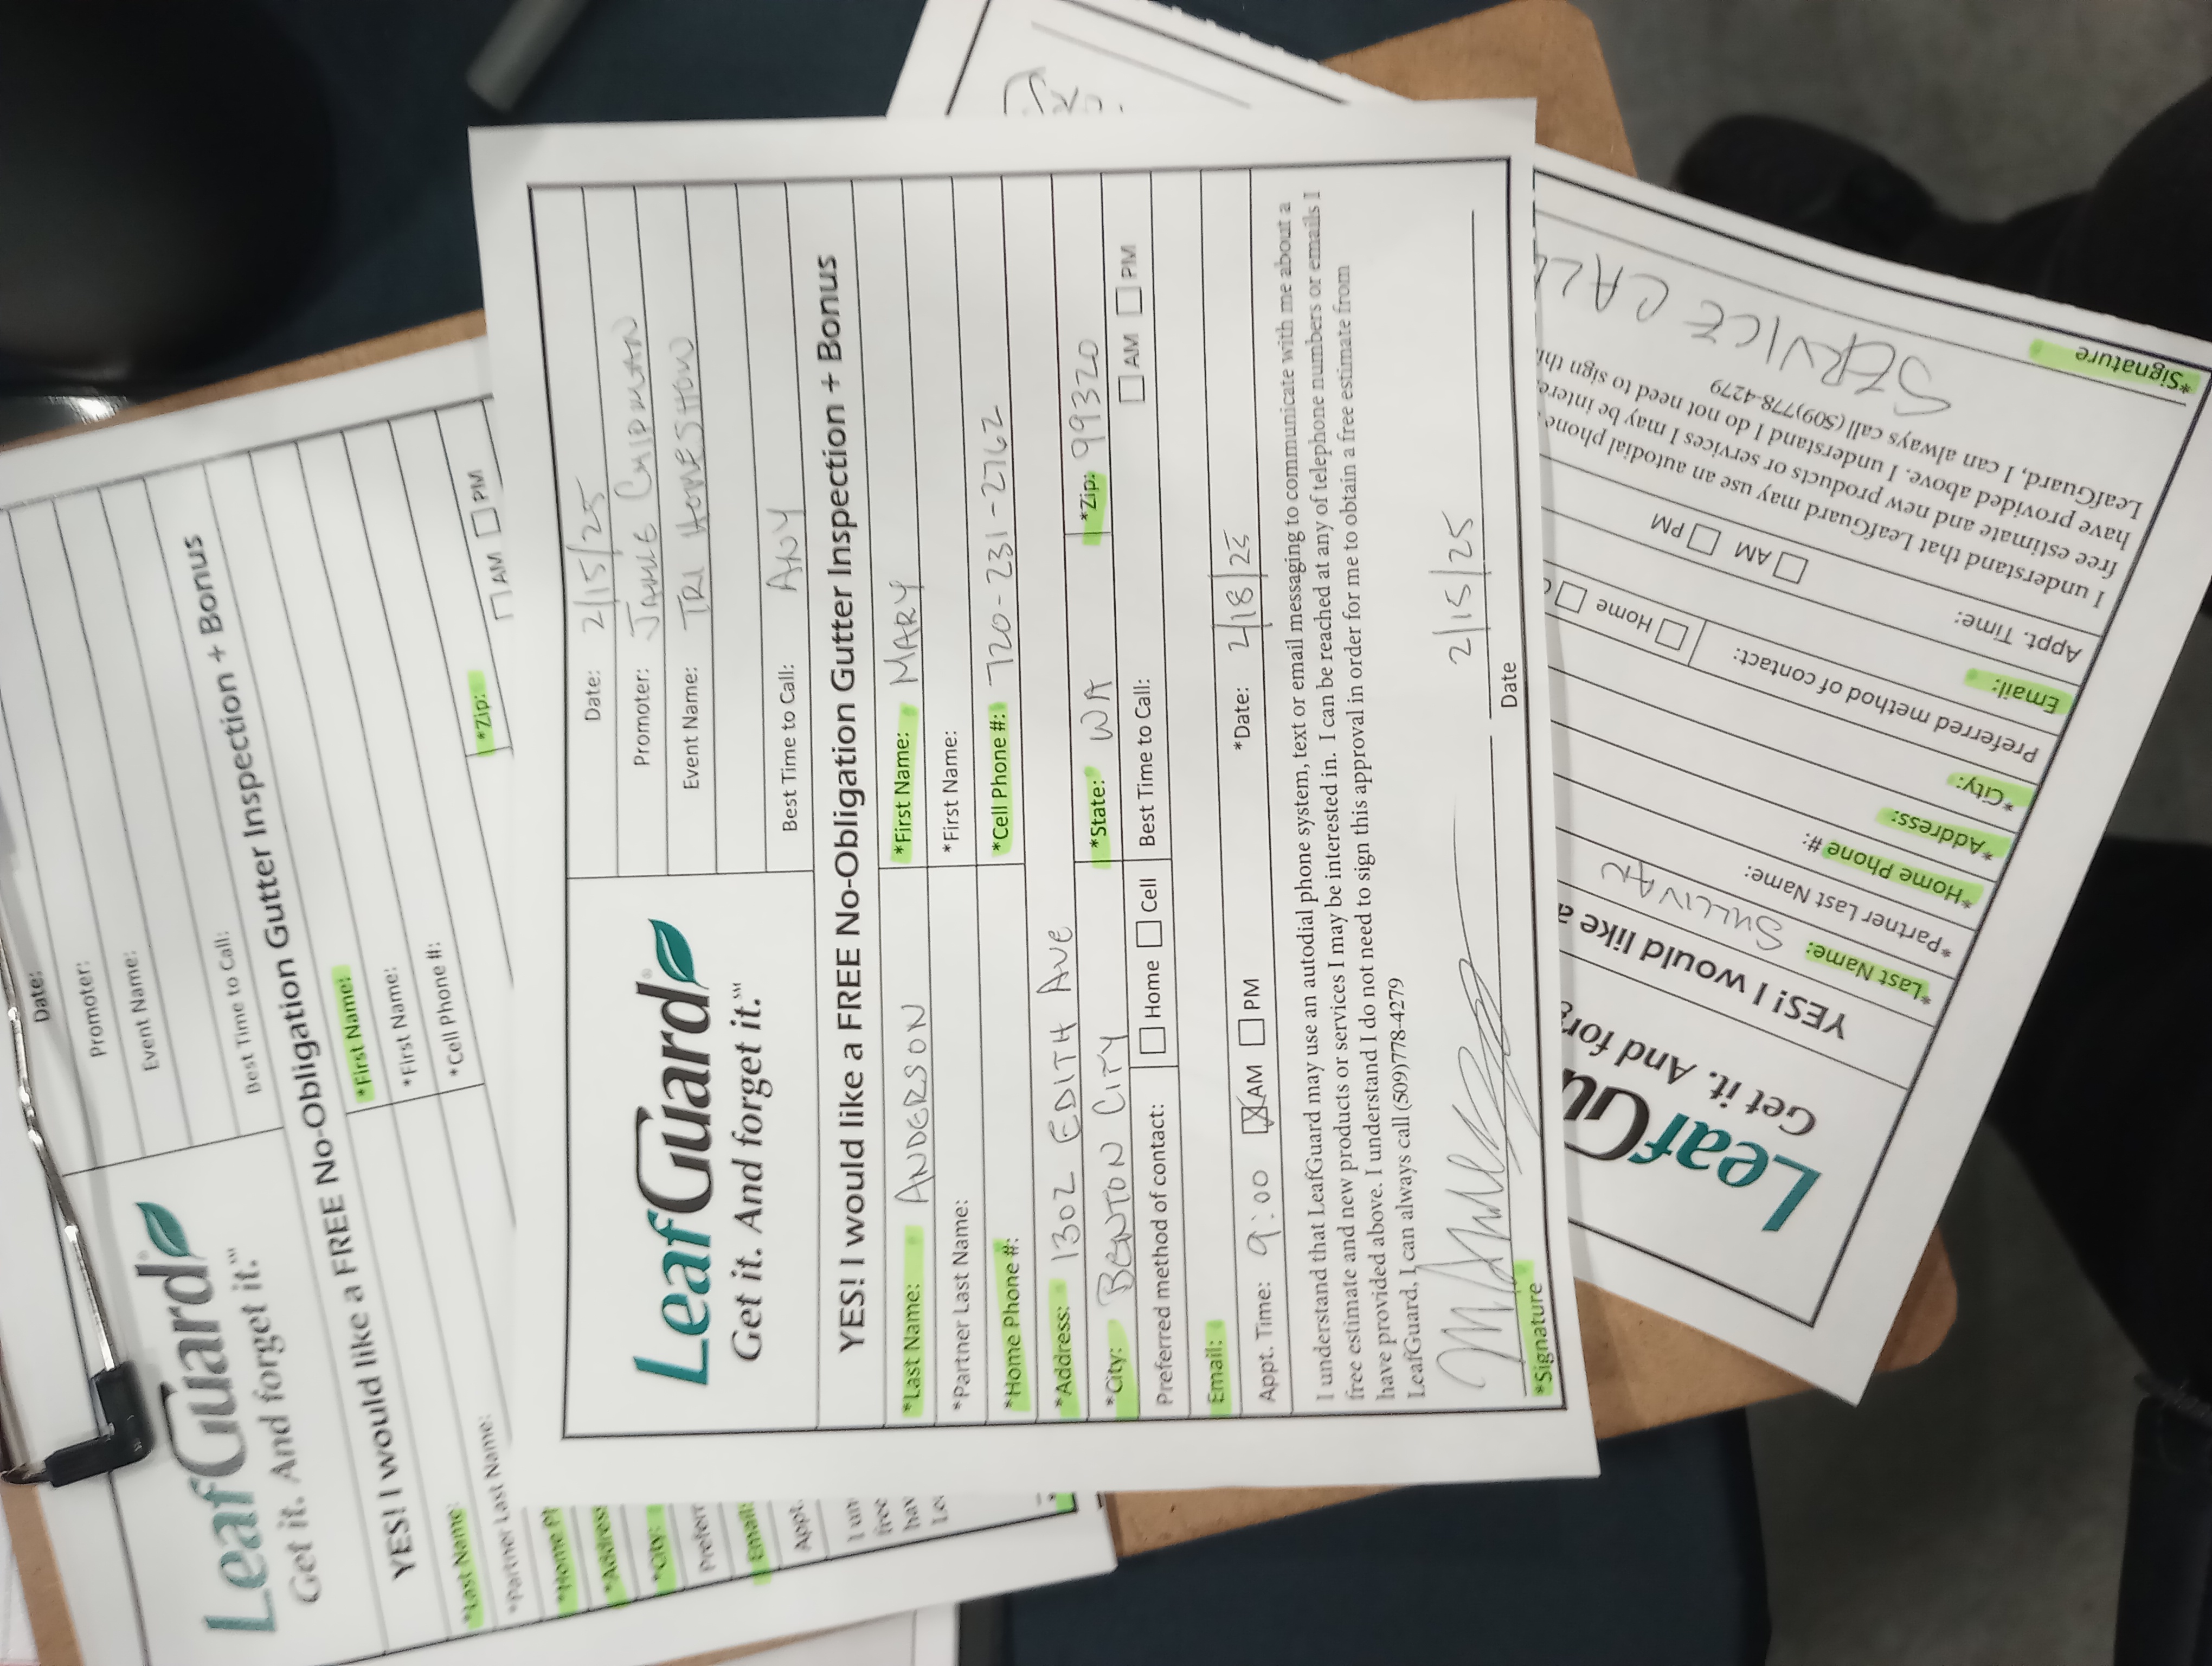 Date:
Promoter:
Event Name:
LeafGuard®
Get it. And forget it.℠
Best Time to Call:
YES! I would like a FREE No-Obligation Gutter Inspection + Bonus
*Last Name: *First Name:
*Partner Last Name: *First Name:
*Home Ph *Cell Phone #:
*Address
*City: *Zip:
Preferr AM PM
Email:
Appt.
I un
free
hav
Lea
LeafGuard®
Get it. And forget it.℠
Date: 2/15/25
Promoter: JAMIE CHIPMAN
Event Name: TRI HOMESHOW
Best Time to Call: ANY
YES! I would like a FREE No-Obligation Gutter Inspection + Bonus
*Last Name: ANDERSON *First Name: MARY
*Partner Last Name: *First Name:
*Home Phone #: *Cell Phone #: 720-231-2762
*Address: 1302 EDITH AVE
*City: BENTON CITY *State: WA *Zip: 99320
Preferred method of contact: Home Cell Best Time to Call: AM PM
Email:
Appt. Time: 9:00 AM PM *Date: 2/18/25
I understand that LeafGuard may use an autodial phone system, text or email messaging to communicate with me about a
free estimate and new products or services I may be interested in. I can be reached at any of telephone numbers or emails I
have provided above. I understand I do not need to sign this approval in order for me to obtain a free estimate from
LeafGuard, I can always call (509)778-4279
M Anderson 2/15/25
*Signature Date
LeafGu
Get it. And forg
YES! I would like a
*Last Name: SULLIVAN
*Partner Last Name:
*Home Phone #:
*Address:
*City:
Preferred method of contact: Home
Email:
Appt. Time: AM PM
I understand that LeafGuard may use an autodial phone
free estimate and new products or services I may be intere
have provided above. I understand I do not need to sign thi
LeafGuard, I can always call (509)778-4279
SERVICE CALL
*Signature